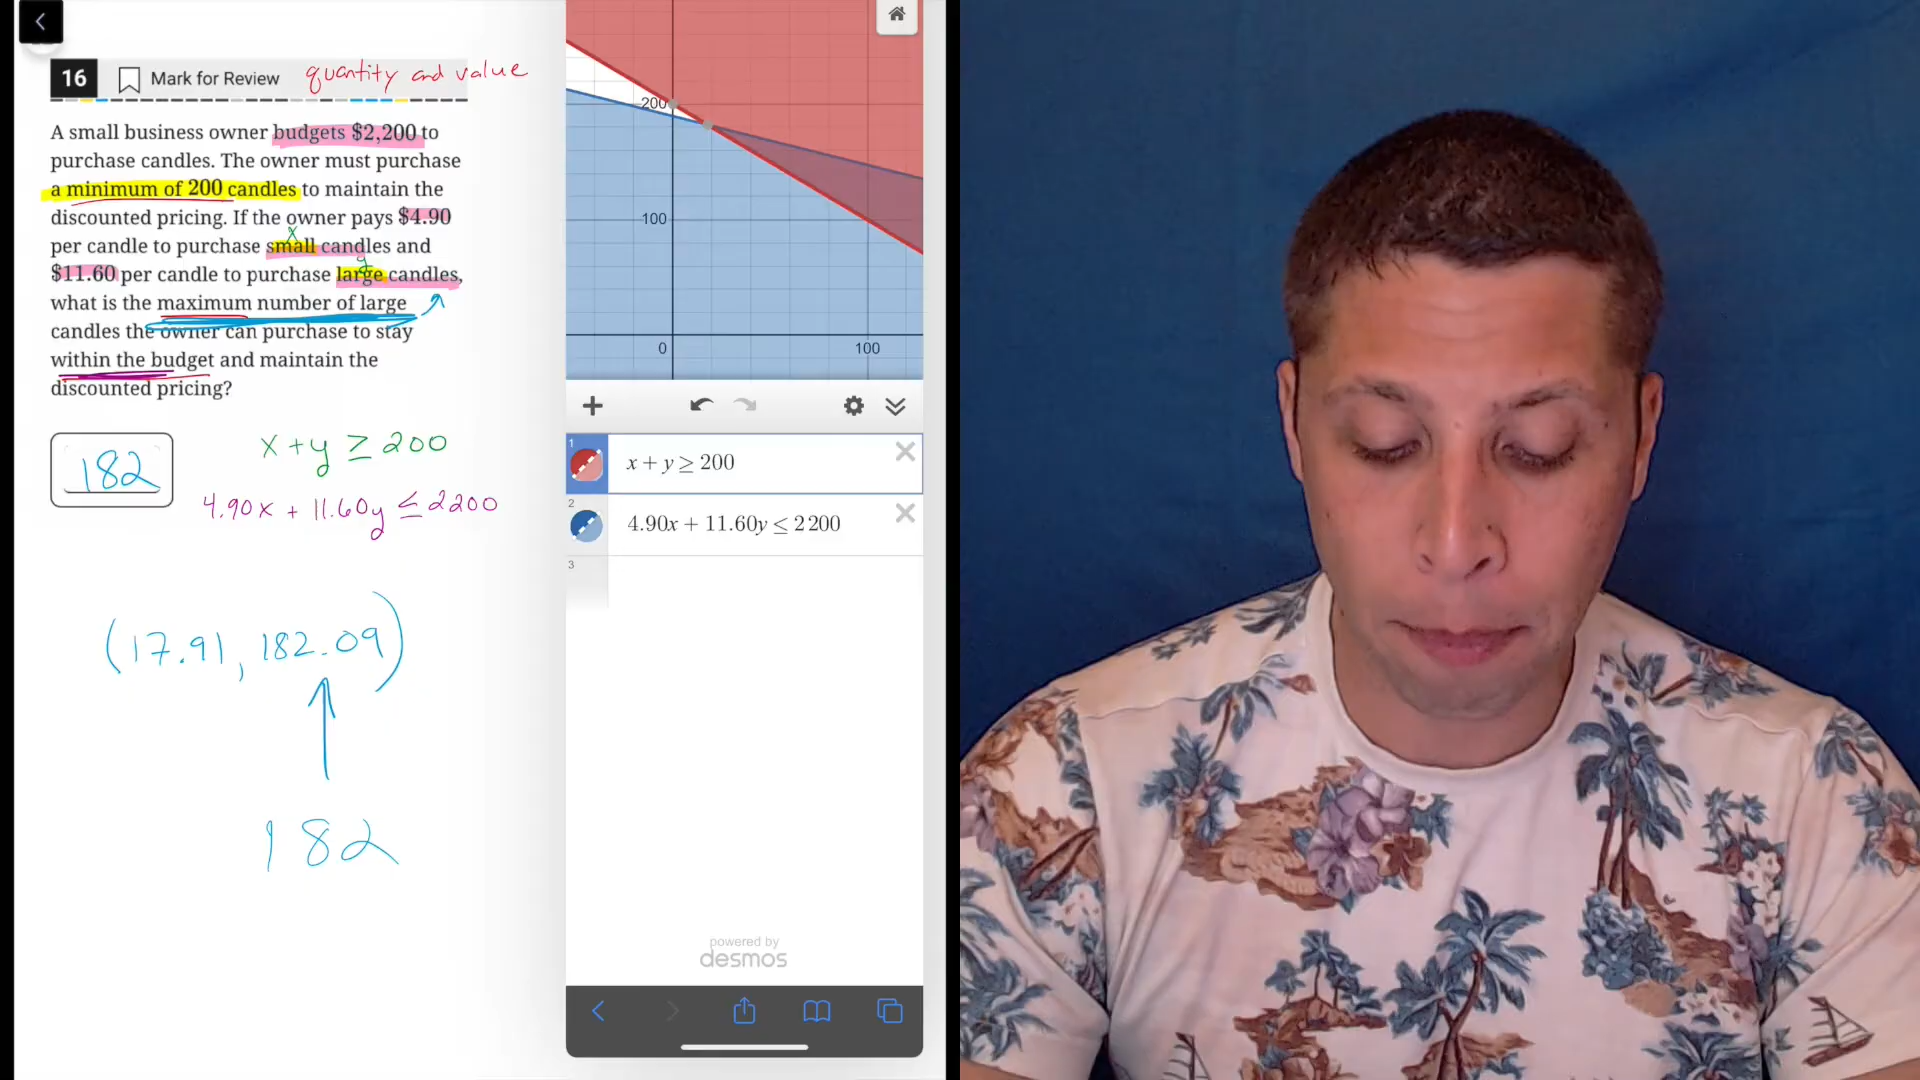 16 Mark for Review quantity and value
A small business owner budgets $2,200 to
purchase candles. The owner must purchase
a minimum of 200 candles to maintain the
discounted pricing. If the owner pays $4.90
x
per candle to purchase small candles and
y
$11.60 per candle to purchase large candles,
what is the maximum number of large
candles the owner can purchase to stay
within the budget and maintain the
discounted pricing?
182
x + y ≥ 200
4.90x + 11.60y ≤ 2200
(17.91, 182.09)
182
200
100
0 100
1 x + y ≥ 200
2 4.90x + 11.60y ≤ 2200
3
powered by
desmos